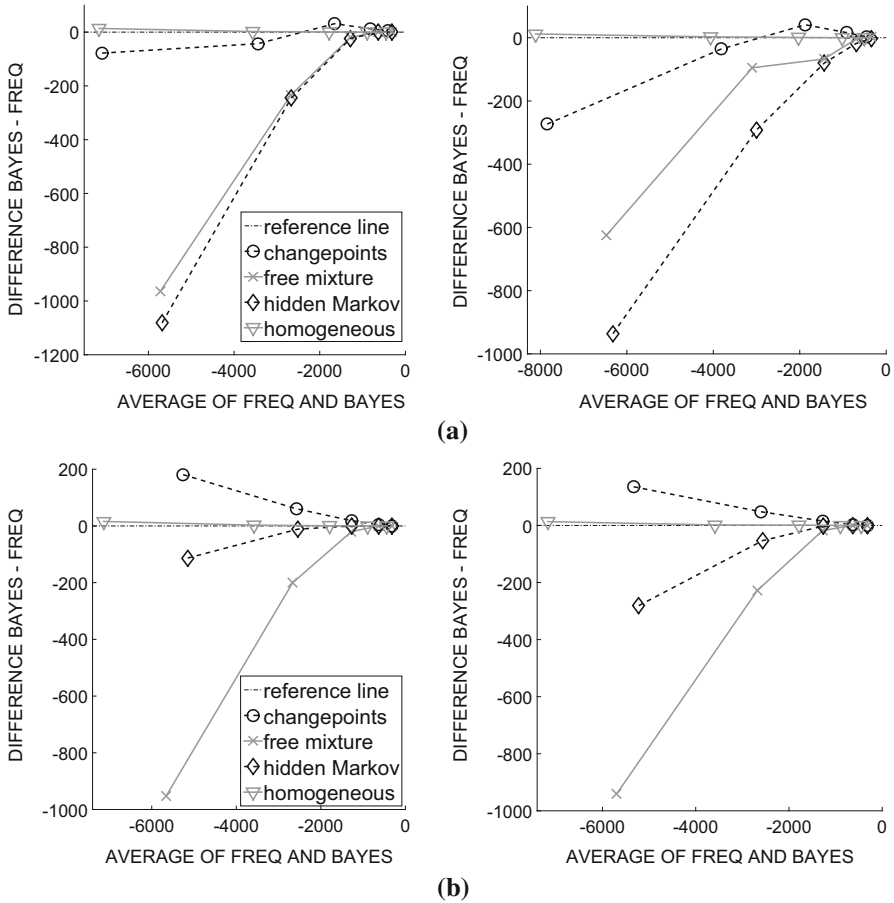 0
-200
-400
-600
-800
-1000
-1200
-6000 -4000 -2000 0
DIFFERENCE BAYES - FREQ
AVERAGE OF FREQ AND BAYES
reference line
changepoints
free mixture
hidden Markov
homogeneous
0
-200
-400
-600
-800
-1000
-8000 -6000 -4000 -2000 0
DIFFERENCE BAYES - FREQ
AVERAGE OF FREQ AND BAYES
(a)
200
0
-200
-400
-600
-800
-1000
-6000 -4000 -2000 0
DIFFERENCE BAYES - FREQ
AVERAGE OF FREQ AND BAYES
reference line
changepoints
free mixture
hidden Markov
homogeneous
200
0
-200
-400
-600
-800
-1000
-6000 -4000 -2000 0
DIFFERENCE BAYES - FREQ
AVERAGE OF FREQ AND BAYES
(b)